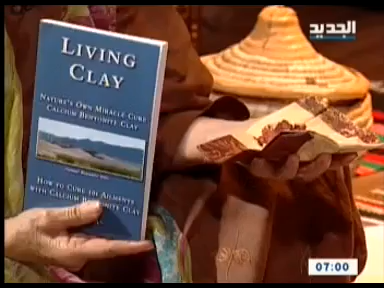 الجديد
LIVING
CLAY
NATURE'S OWN MIRACLE CURE
CALCIUM BENTONITE CLAY
HOW TO CURE 101 AILMENTS
WITH CALCIUM BENTONITE CLAY
07:00